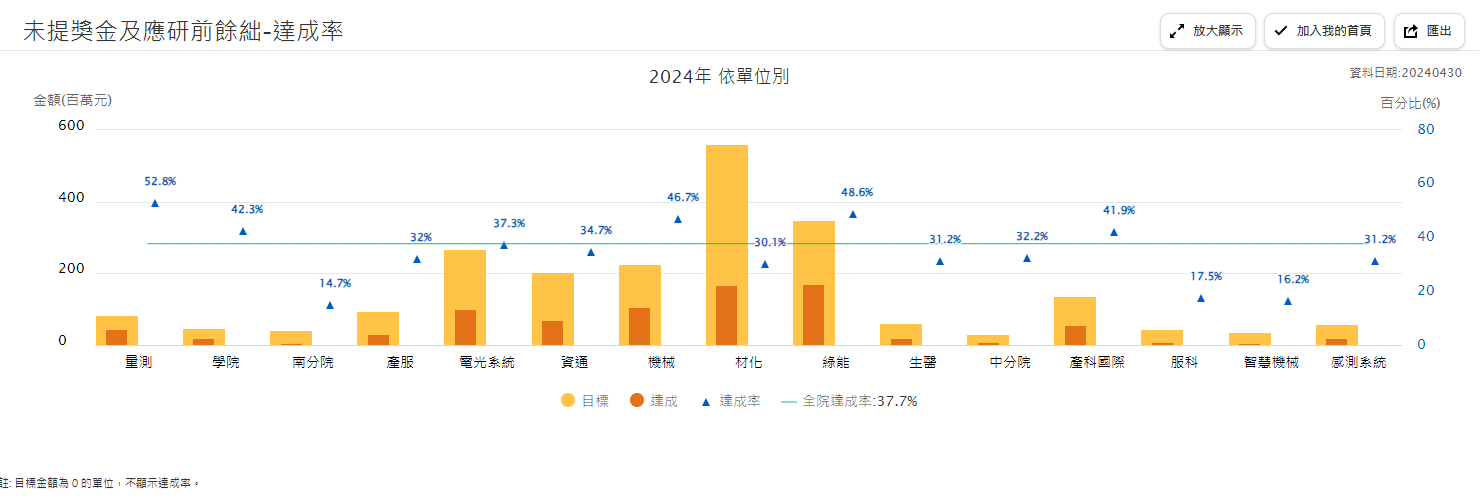 未提獎金及應研前餘絀-達成率
放大顯示
加入我的首頁
匯出
2024年 依單位別
資料日期:20240430
金額(百萬元)
百分比(%)
600
400
200
0
80
60
40
20
0
52.8%
42.3%
14.7%
32%
37.3%
34.7%
46.7%
30.1%
48.6%
31.2%
32.2%
41.9%
17.5%
16.2%
31.2%
量測
學院
南分院
產服
電光系統
資通
機械
材化
綠能
生醫
中分院
產科國際
服科
智慧機械
感測系統
目標
達成
達成率
全院達成率:37.7%
註: 目標金額為 0 的單位，不顯示達成率。